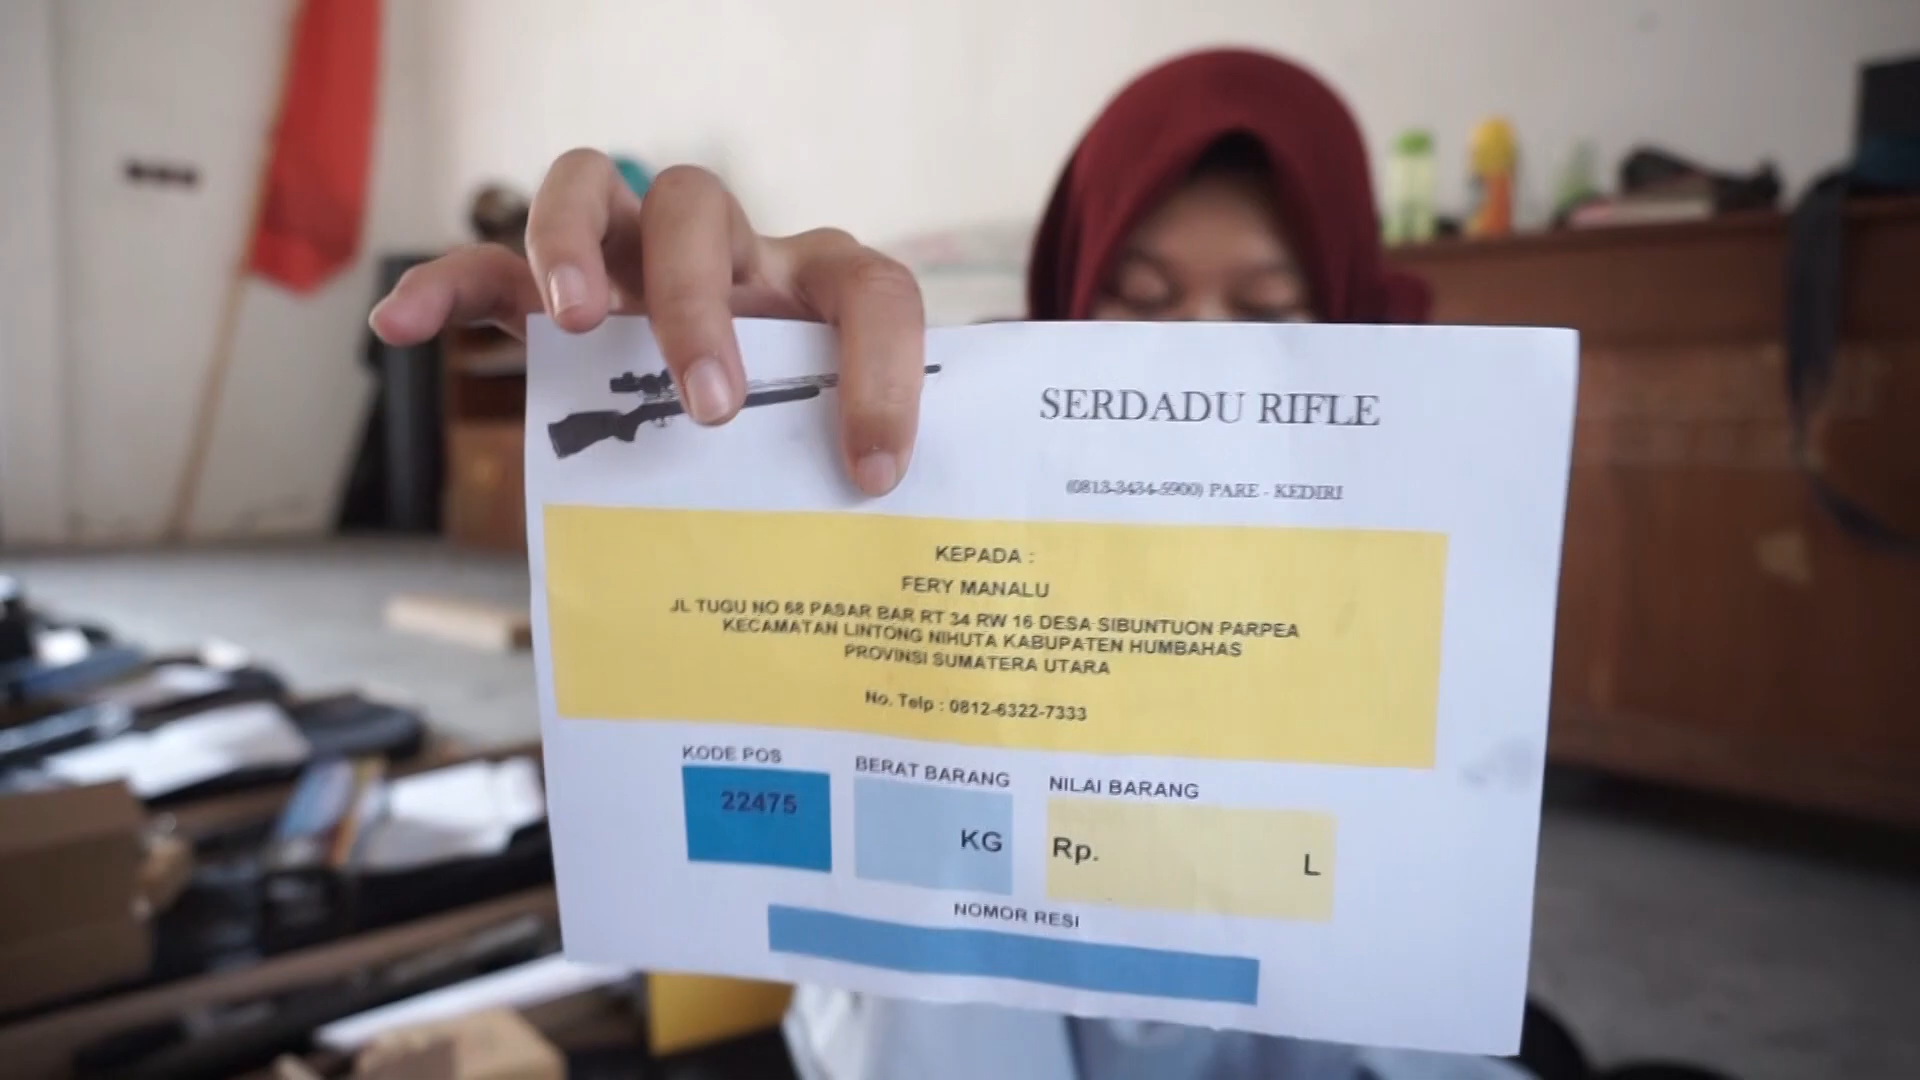 SERDADU RIFLE
(0813-3434-5900) PARE - KEDIRI
KEPADA :
FERY MANALU
JL TUGU NO 68 PASAR BAR RT 34 RW 16 DESA SIBUNTUON PARPEA
KECAMATAN LINTONG NIHUTA KABUPATEN HUMBAHAS
PROVINSI SUMATERA UTARA
No. Telp : 0812-6322-7333
KODE POS
BERAT BARANG
NILAI BARANG
22475
KG
Rp. L
NOMOR RESI